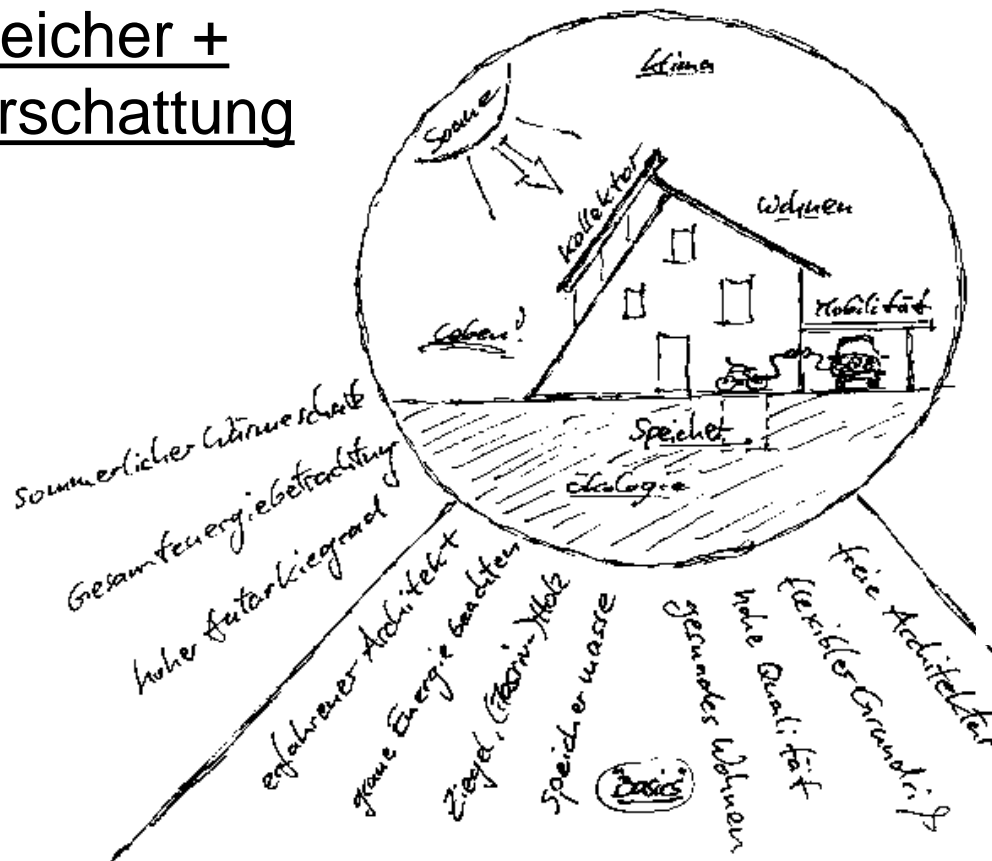 eicher +
rschattung
Klima
Sonne
Kollektor
Wohnen
Mobilität
Leben?
Speicher
Ökologie
sommerlicher Wärmeschutz
Gesamtenergiebetrachtung
hoher Autarkiegrad
erfahrener Architekt
graue Energie beachten
Ziegel, (Massiv-)Holz
Speichermasse
"Basics"
gesundes Wohnen
hohe Qualität
flexibler Grundriß
freie Architektur